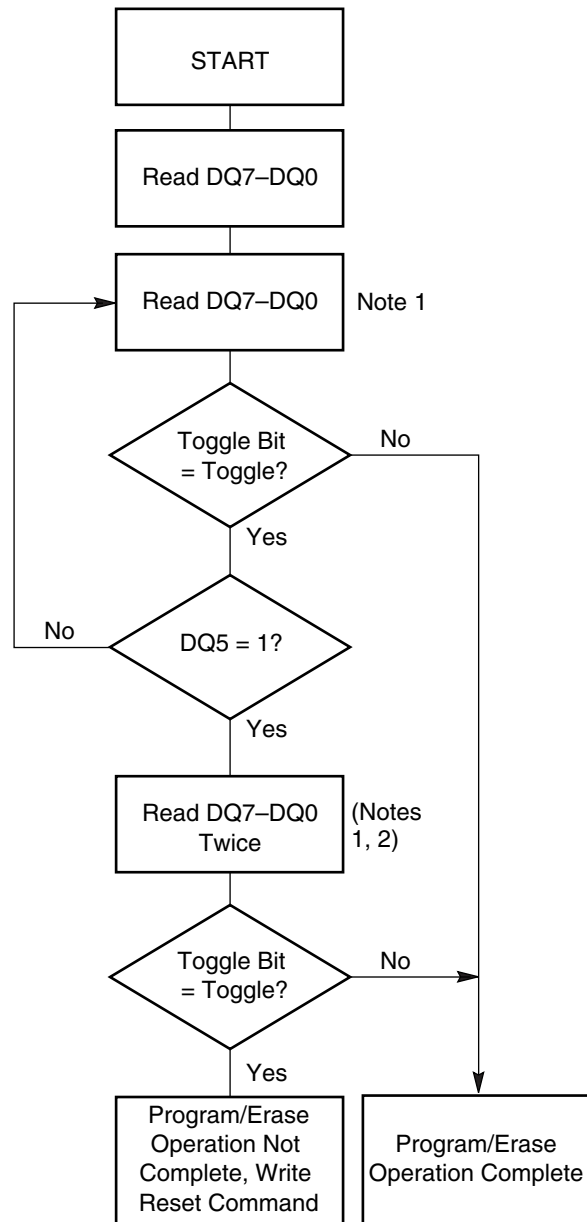 START
Read DQ7–DQ0
Read DQ7–DQ0
Note 1
Toggle Bit
= Toggle?
No
Yes
No
DQ5 = 1?
Yes
Read DQ7–DQ0
Twice
(Notes
1, 2)
Toggle Bit
= Toggle?
No
Yes
Program/Erase
Operation Not
Complete, Write
Reset Command
Program/Erase
Operation Complete